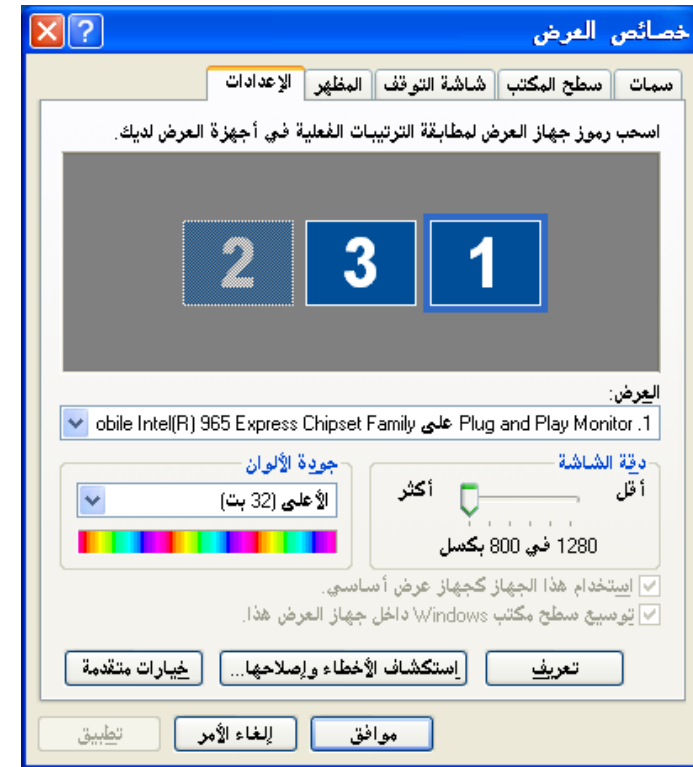 خصائص العرض
سمات سطح المكتب شاشة التوقف المظهر الإعدادات
اسحب رموز جهاز العرض لمطابقة الترتيبات الفعلية في أجهزة العرض لديك.
1 3 2
العرض:
1. Plug and Play Monitor على obile Intel(R) 965 Express Chipset Family
دقة الشاشة
أقل أكثر
1280 في 800 بكسل
جودة الألوان
الأعلى (32 بت)
إستخدام هذا الجهاز كجهاز عرض أساسي.
توسيع سطح مكتب Windows داخل جهاز العرض هذا.
تعريف إستكشاف الأخطاء وإصلاحها... خيارات متقدمة
موافق إلغاء الأمر تطبيق